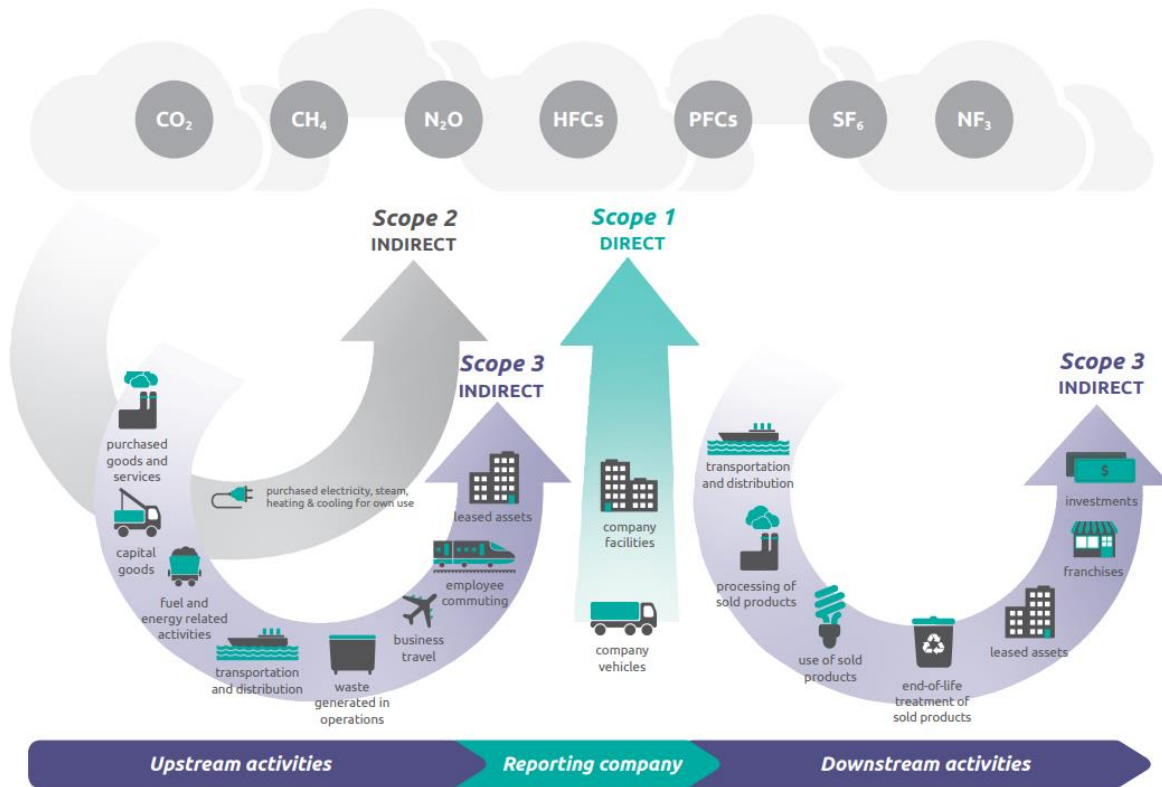 CO₂
CH₄
N₂O
HFCs
PFCs
SF₆
NF₃
Scope 2
INDIRECT
Scope 1
DIRECT
Scope 3
INDIRECT
Scope 3
INDIRECT
purchased
goods and
services
capital
goods
fuel and
energy related
activities
transportation
and distribution
waste
generated in
operations
business
travel
employee
commuting
leased assets
purchased electricity, steam,
heating & cooling for own use
company
facilities
company
vehicles
transportation
and distribution
processing of
sold products
use of sold
products
end-of-life
treatment of
sold products
leased assets
franchises
$
investments
Upstream activities
Reporting company
Downstream activities